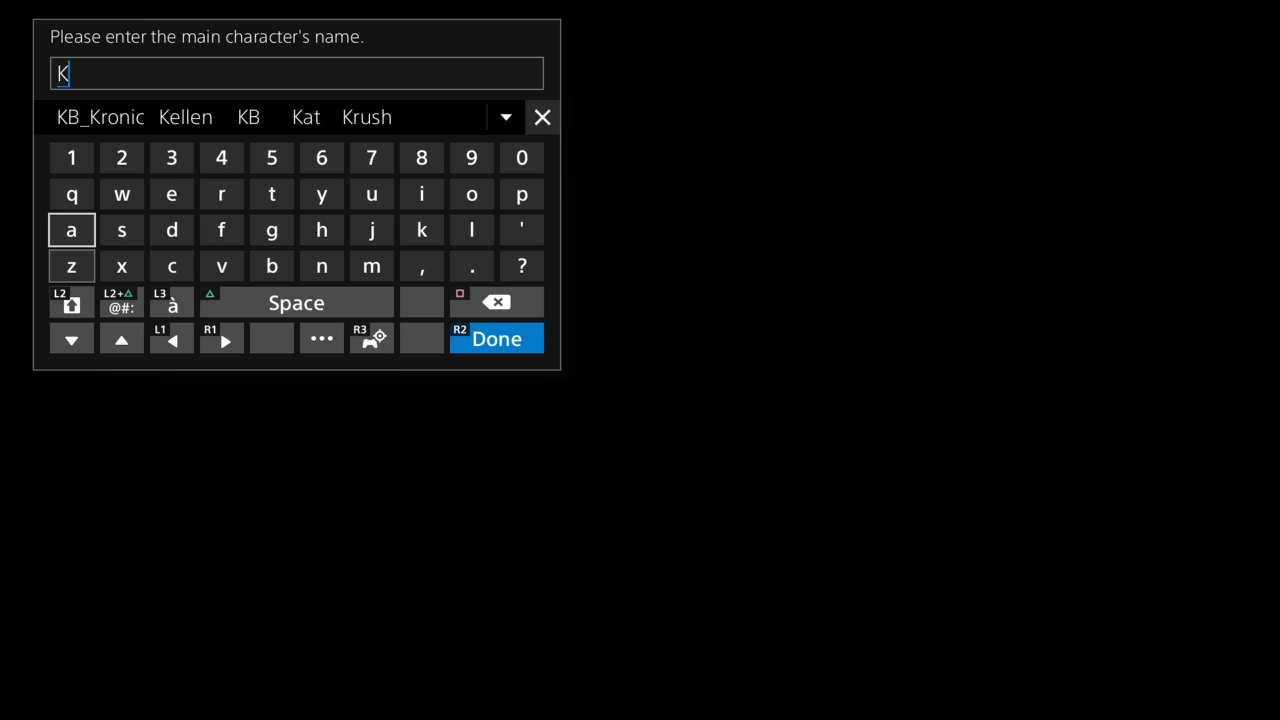 Please enter the main character's name.
K
KB_Kronic Kellen KB Kat Krush
1 2 3 4 5 6 7 8 9 0
q w e r t y u i o p
a s d f g h j k l '
z x c v b n m , . ?
L2 L2+△ @#: L3 à △ Space □
L1 R1 ... R3 R2 Done